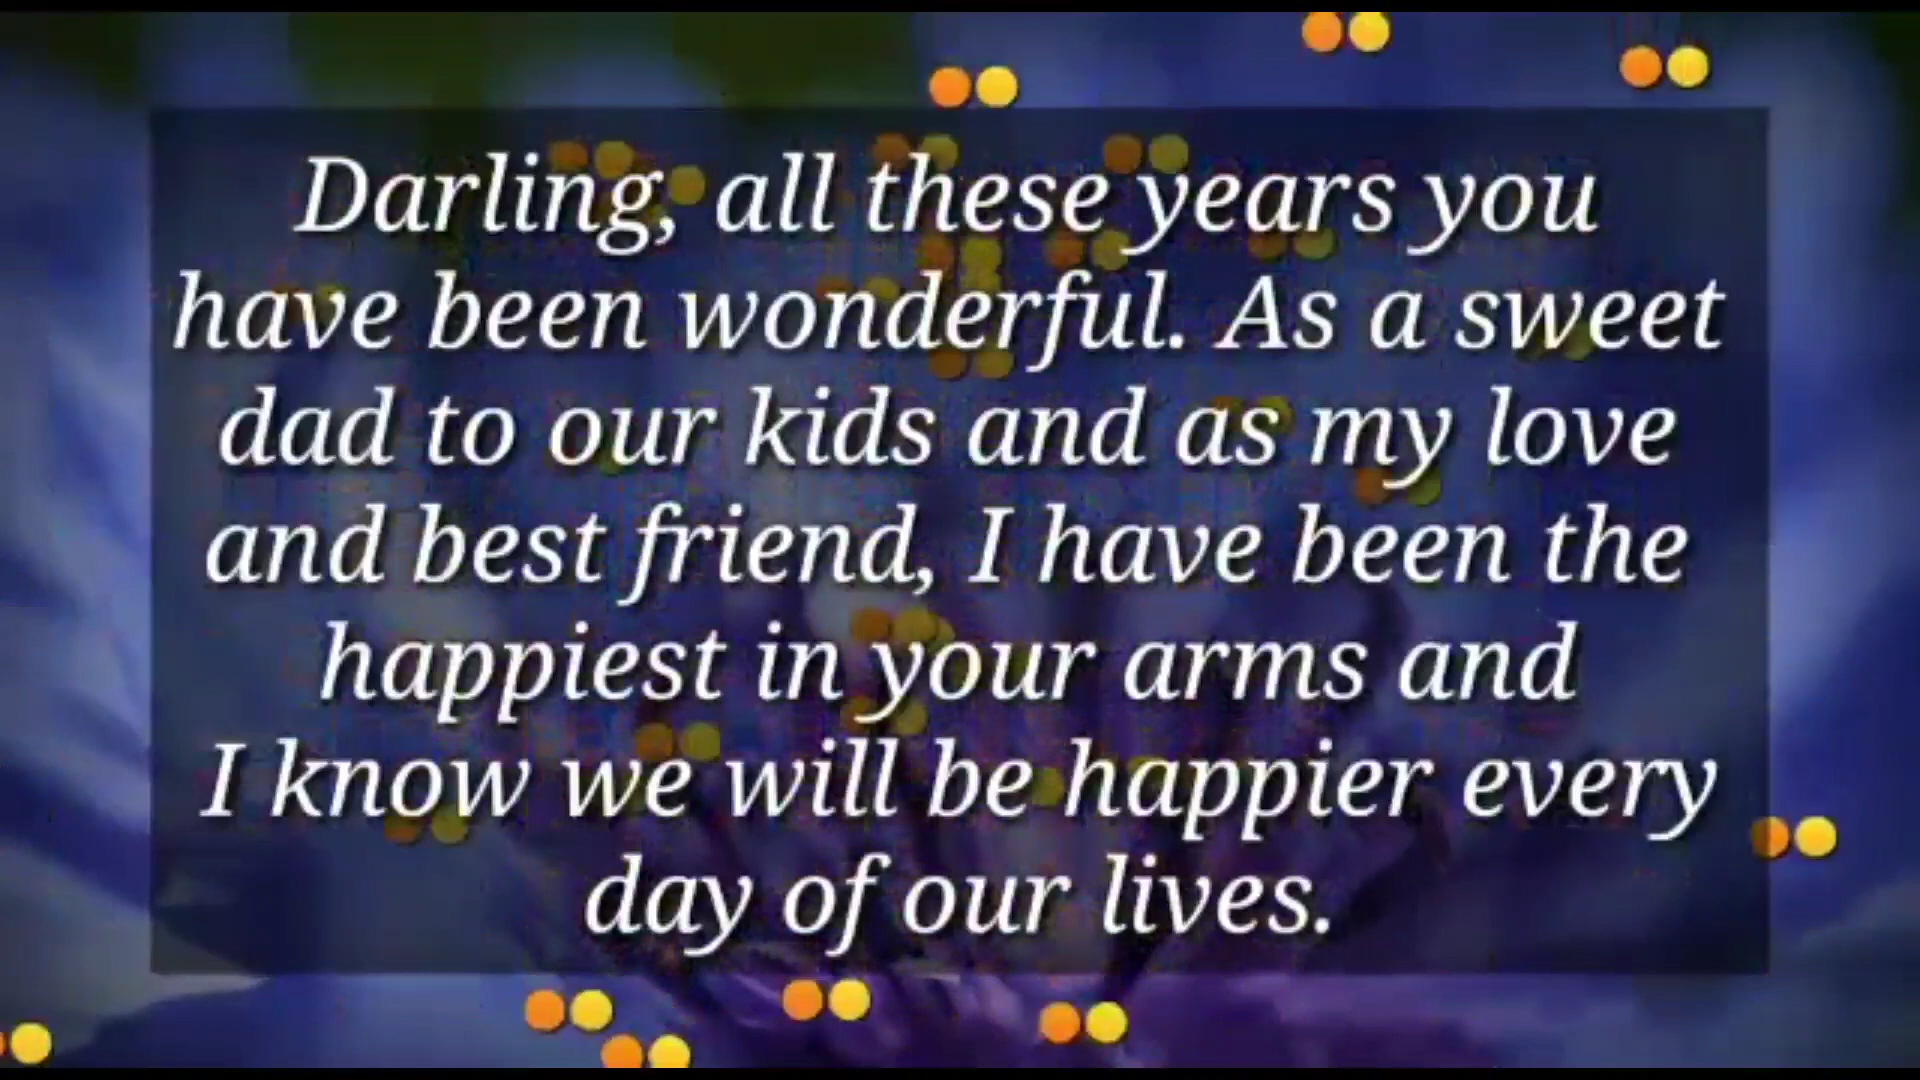 Darling, all these years you
have been wonderful. As a sweet
dad to our kids and as my love
and best friend, I have been the
happiest in your arms and
I know we will be happier every
day of our lives.